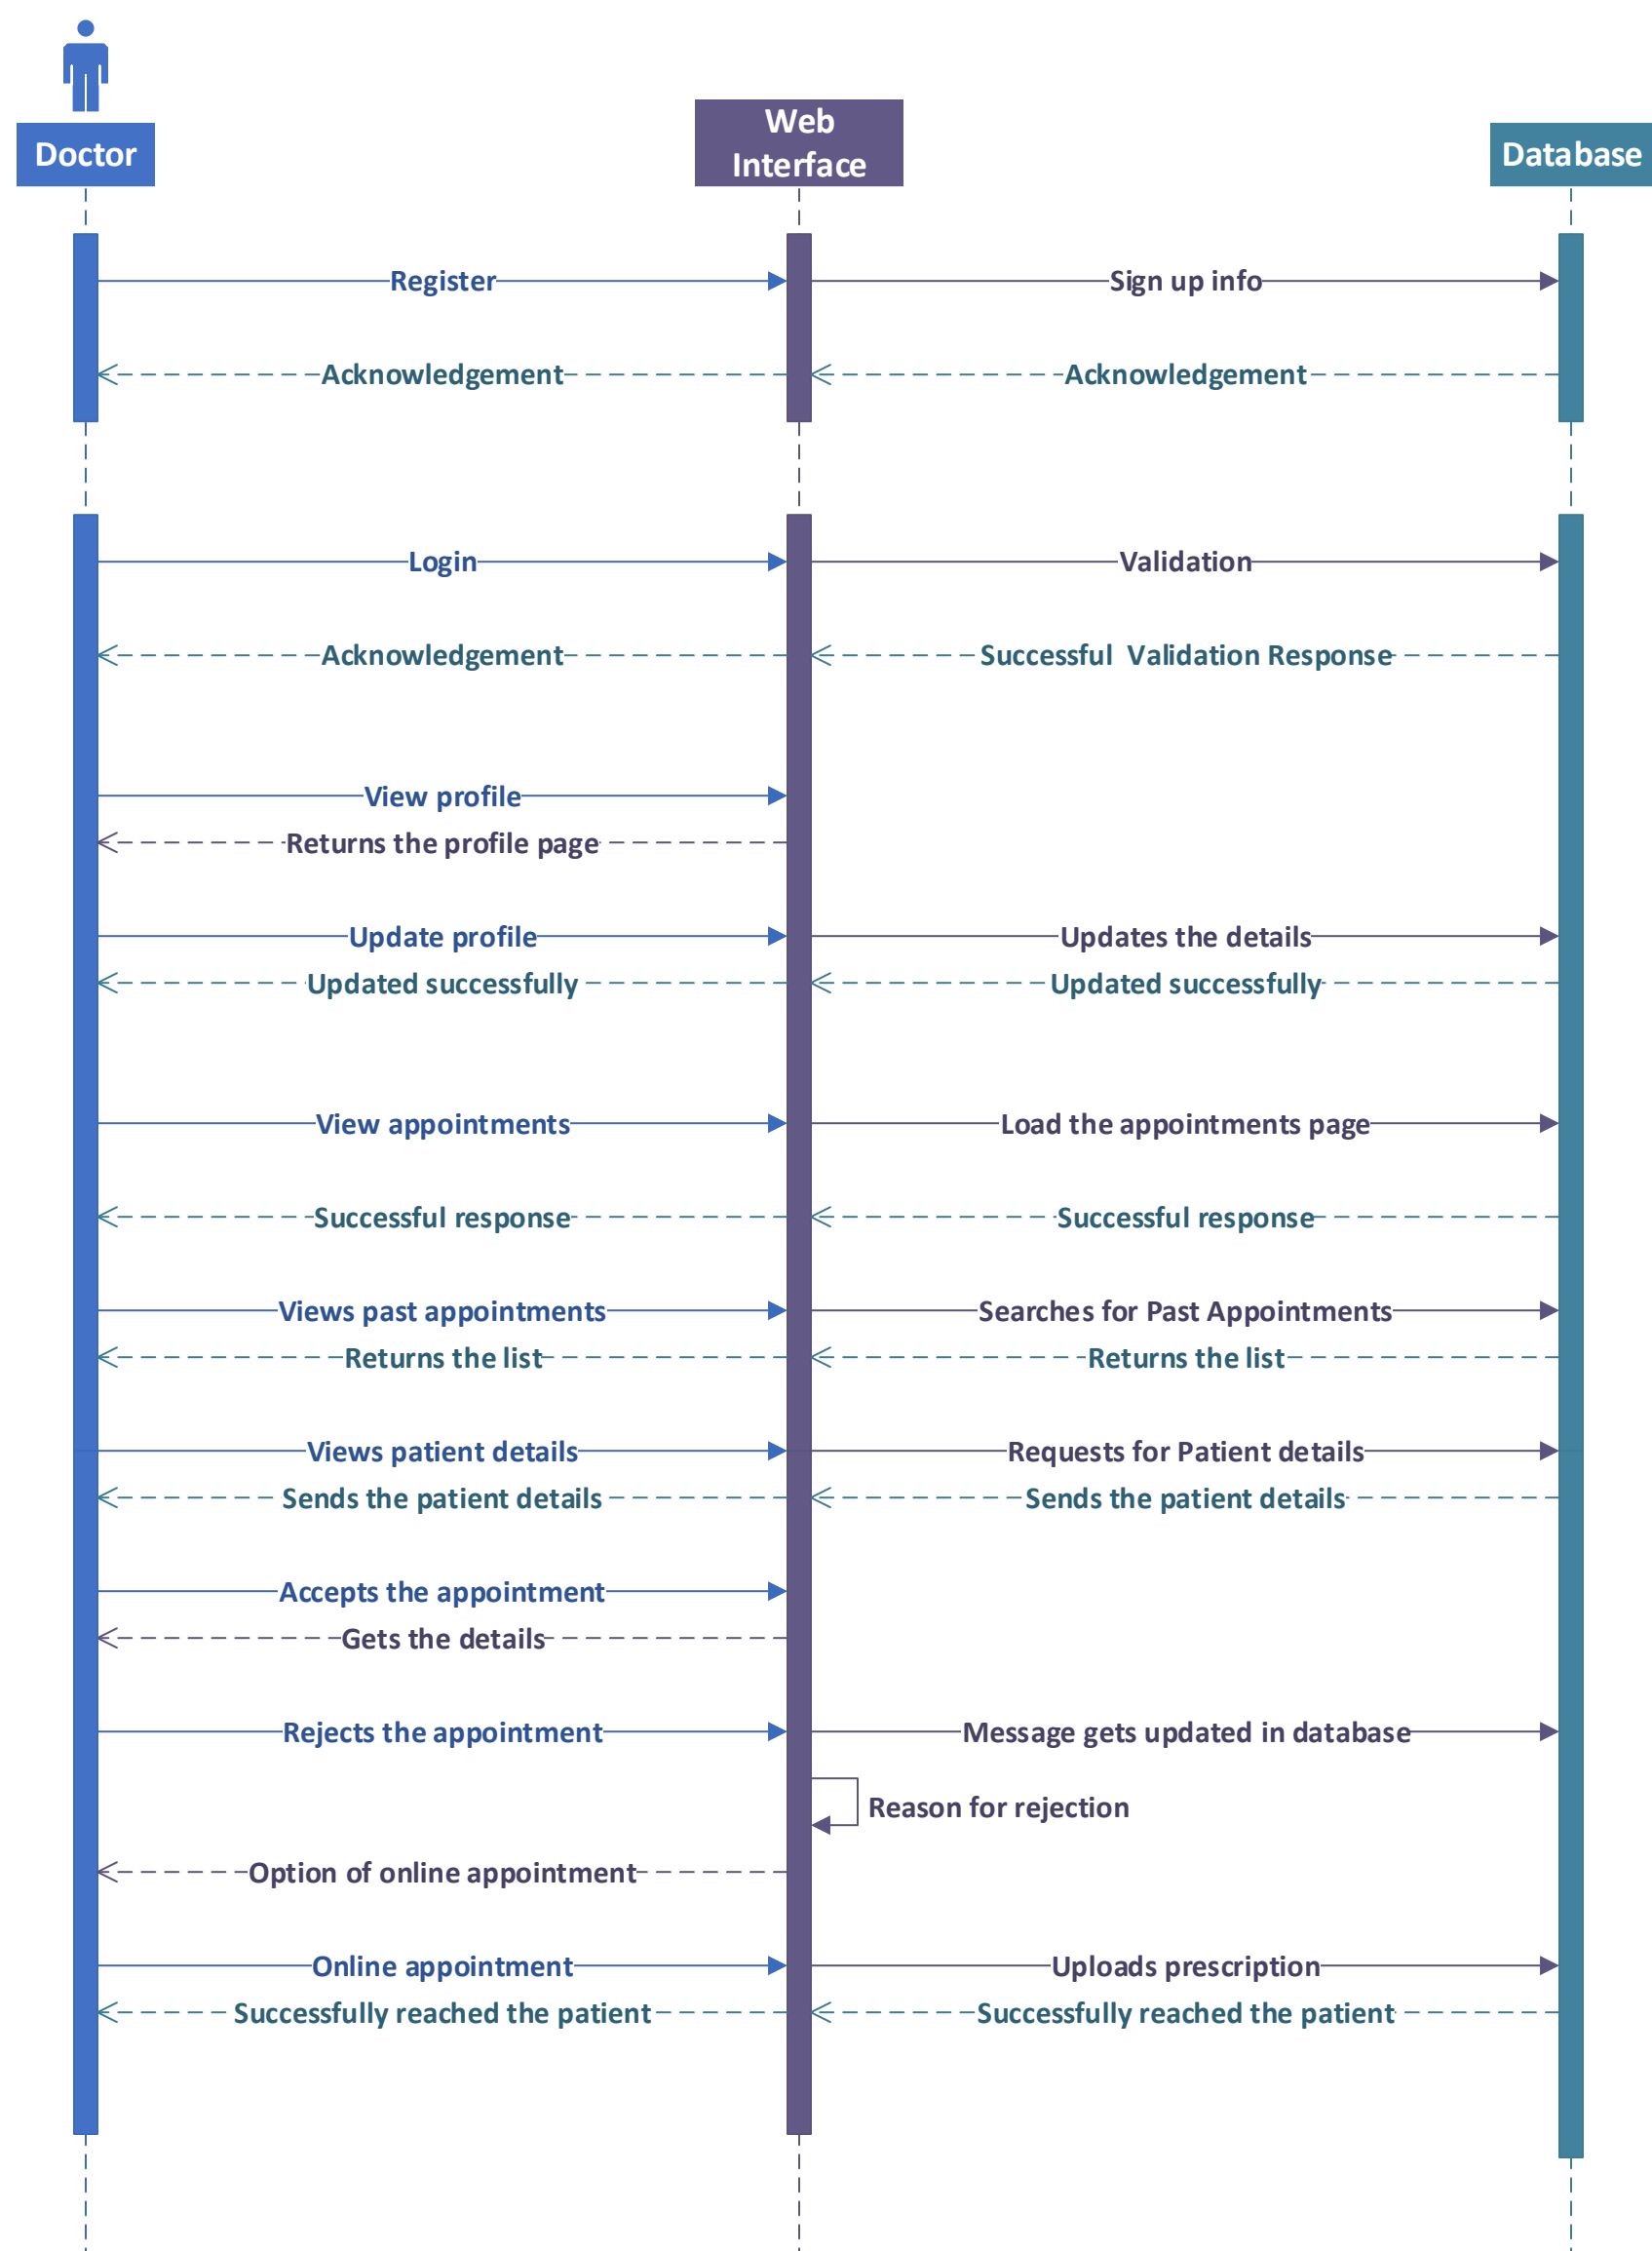 Doctor
Web
Interface
Database
Register
Sign up info
Acknowledgement
Acknowledgement
Login
Validation
Acknowledgement
Successful  Validation Response
View profile
Returns the profile page
Update profile
Updates the details
Updated successfully
Updated successfully
View appointments
Load the appointments page
Successful response
Successful response
Views past appointments
Searches for Past Appointments
Returns the list
Returns the list
Views patient details
Requests for Patient details
Sends the patient details
Sends the patient details
Accepts the appointment
Gets the details
Rejects the appointment
Message gets updated in database
Reason for rejection
Option of online appointment
Online appointment
Uploads prescription
Successfully reached the patient
Successfully reached the patient